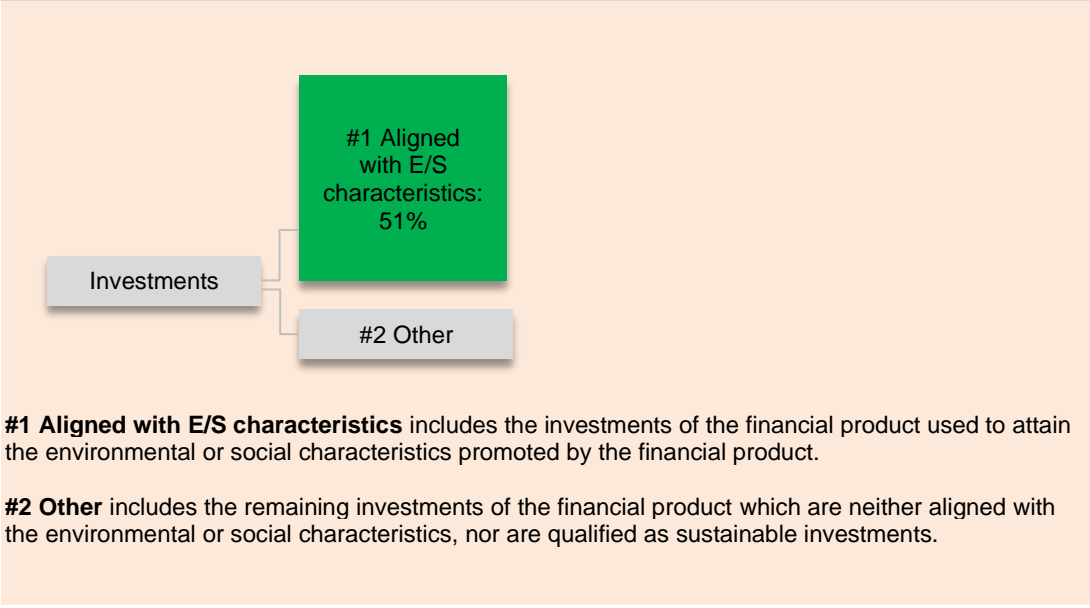 #1 Aligned
with E/S
characteristics:
51%
Investments
#2 Other
#1 Aligned with E/S characteristics includes the investments of the financial product used to attain
the environmental or social characteristics promoted by the financial product.
#2 Other includes the remaining investments of the financial product which are neither aligned with
the environmental or social characteristics, nor are qualified as sustainable investments.